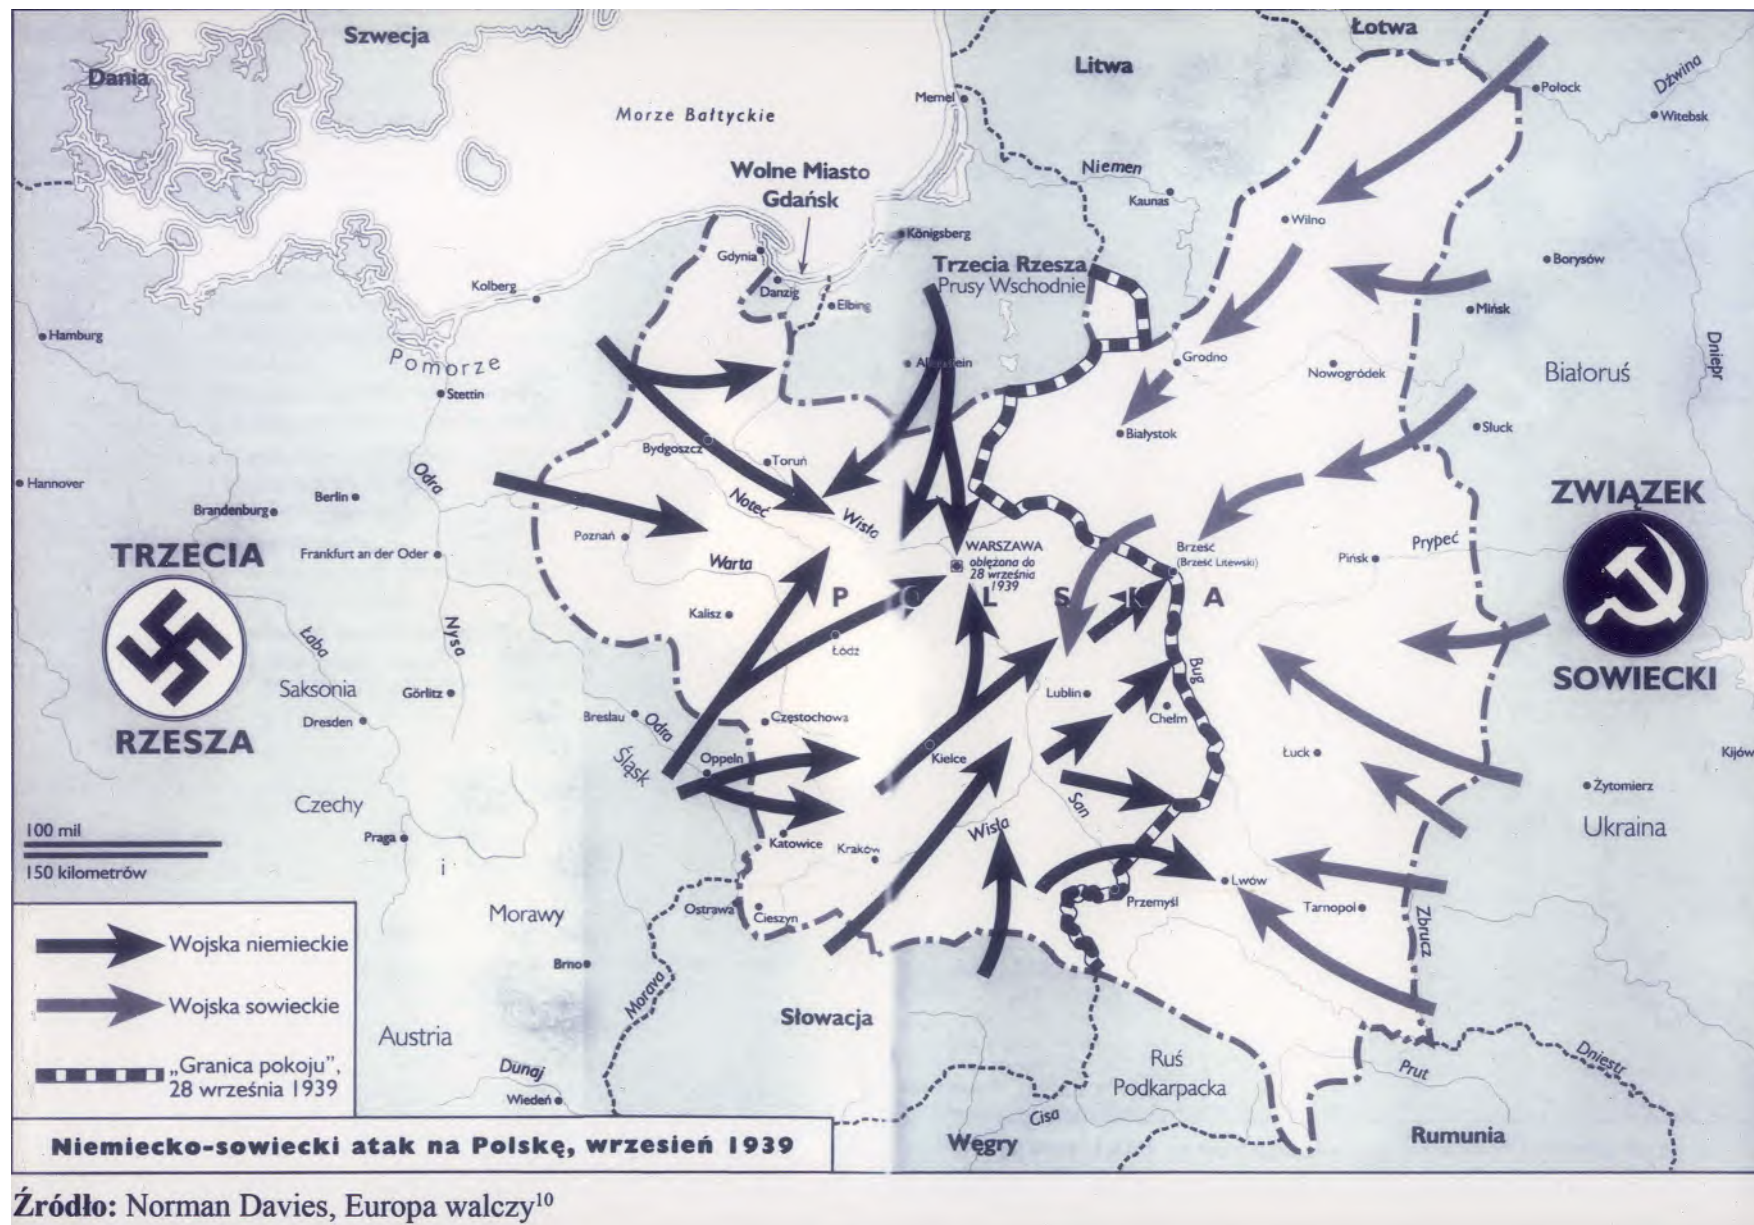 Szwecja
Łotwa
Dania
Litwa
Połock
Dźwina
Memel
Witebsk
Morze Bałtyckie
Wolne Miasto
Gdańsk
Niemen
Kaunas
Wilno
Königsberg
Gdynia
Trzecia Rzesza
Prusy Wschodnie
Borysów
Kolberg
Danzig
Elbing
Mińsk
Hamburg
Pomorze
Allenstein
Grodno
Nowogródek
Dniepr
Białoruś
Stettin
Białystok
Słuck
Bydgoszcz
Toruń
Hannover
Odra
Berlin
Brandenburg
Noteć
Wisła
ZWIĄZEK
SOWIECKI
TRZECIA
RZESZA
Frankfurt an der Oder
Poznań
Warta
WARSZAWA
oblężona do
28 września
1939
Brześć
(Brześć Litewski)
Pińsk
Prypeć
POLSKA
Kalisz
Łódź
Łaba
Nysa
Bug
Saksonia
Görlitz
Dresden
Lublin
Chełm
Breslau
Odra
Częstochowa
Śląsk
Oppeln
Kielce
Łuck
Kijów
Żytomierz
Ukraina
Czechy
San
100 mil
150 kilometrów
Praga
i
Katowice
Kraków
Wisła
Lwów
Przemyśl
Tarnopol
Zbrucz
Morawy
Ostrawa
Cieszyn
Brno
Morava
Wojska niemieckie
Wojska sowieckie
„Granica pokoju”,
28 września 1939
Austria
Słowacja
Dunaj
Wiedeń
Ruś
Podkarpacka
Prut
Dniestr
Cisa
Węgry
Rumunia
Niemiecko-sowiecki atak na Polskę, wrzesień 1939
Źródło: Norman Davies, Europa walczy¹⁰